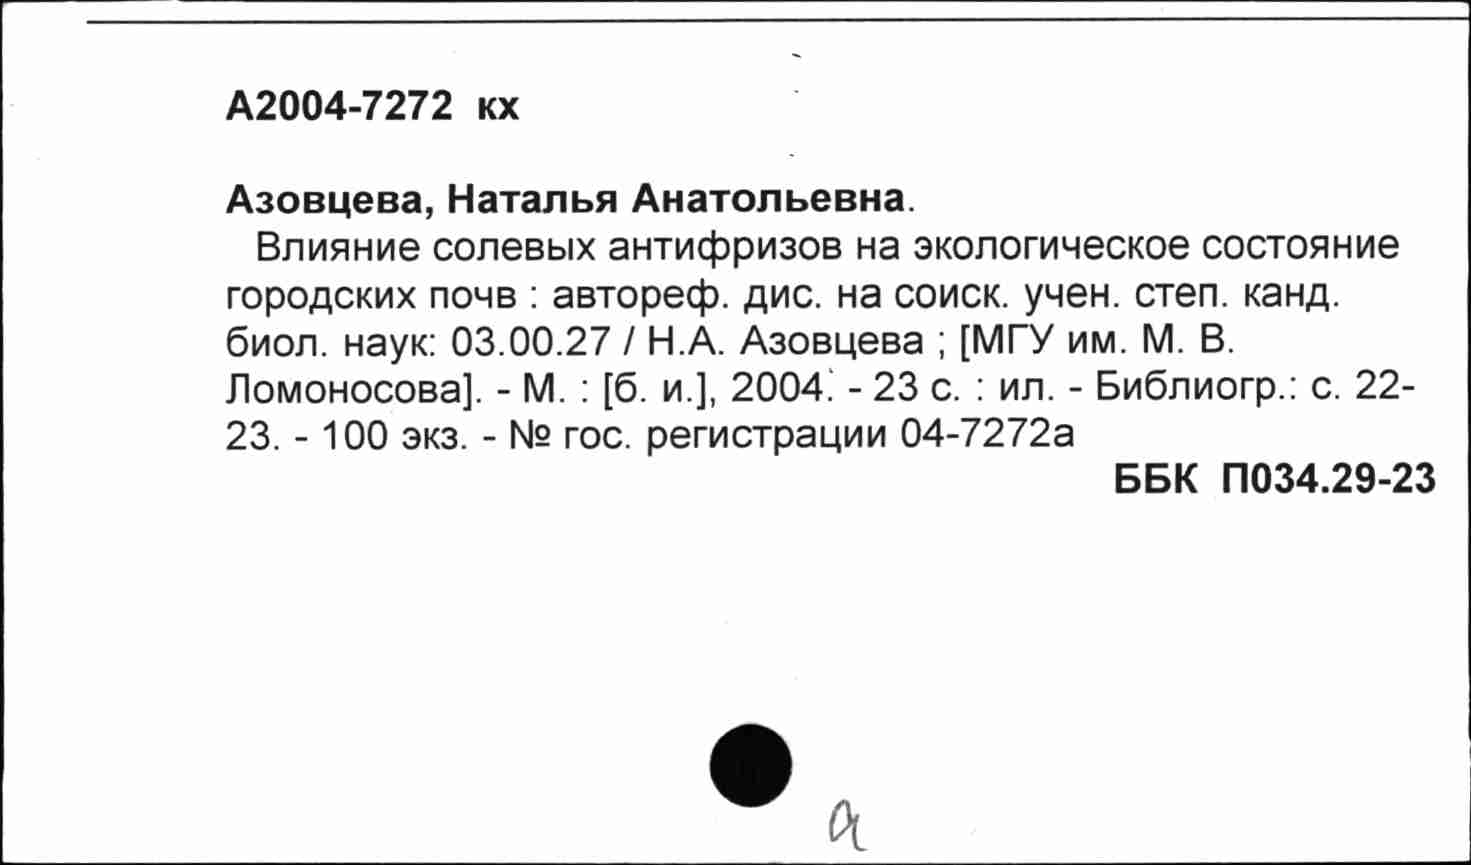 А2004-7272 кх
Азовцева, Наталья Анатольевна.
Влияние солевых антифризов на экологическое состояние
городских почв : автореф. дис. на соиск. учен. степ. канд.
биол. наук: 03.00.27 / Н.А. Азовцева ; [МГУ им. М. В.
Ломоносова]. - М. : [б. и.], 2004. - 23 с. : ил. - Библиогр.: с. 22-
23. - 100 экз. - № гос. регистрации 04-7272а
ББК П034.29-23
а